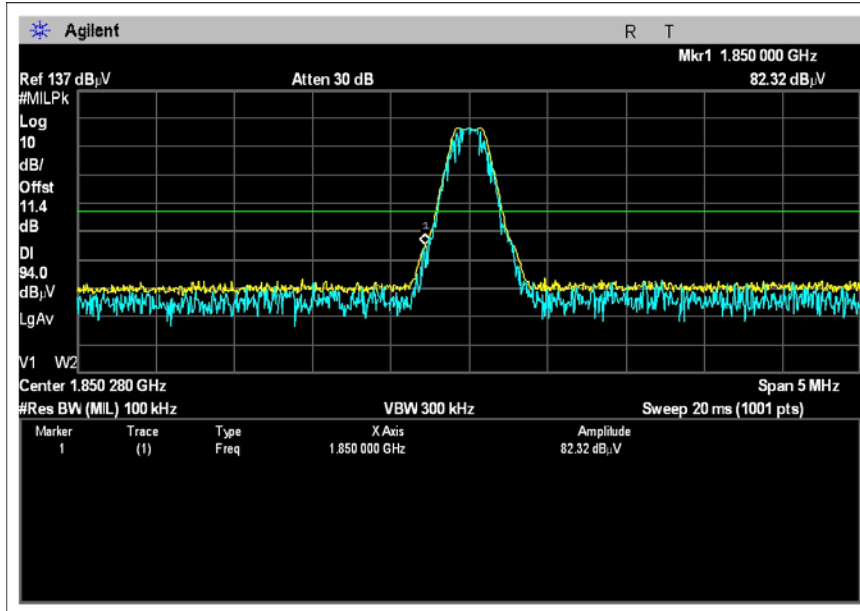 Agilent R T
Mkr1 1.850 000 GHz
Ref 137 dBµV Atten 30 dB 82.32 dBµV
#MILPk
Log
10
dB/
Offst
11.4
dB
DI
94.0
dBµV
LgAv
V1 W2
1
Center 1.850 280 GHz Span 5 MHz
#Res BW (MIL) 100 kHz VBW 300 kHz Sweep 20 ms (1001 pts)
Marker Trace Type X Axis Amplitude
1 (1) Freq 1.850 000 GHz 82.32 dBµV